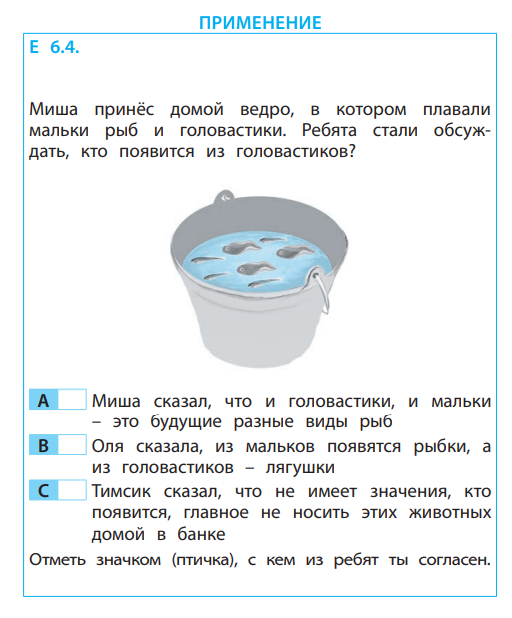 ПРИМЕНЕНИЕ
Е 6.4.
Миша принёс домой ведро, в котором плавали
мальки рыб и головастики. Ребята стали обсуж-
дать, кто появится из головастиков?
А Миша сказал, что и головастики, и мальки
– это будущие разные виды рыб
В Оля сказала, из мальков появятся рыбки, а
из головастиков – лягушки
С Тимсик сказал, что не имеет значения, кто
появится, главное не носить этих животных
домой в банке
Отметь значком (птичка), с кем из ребят ты согласен.